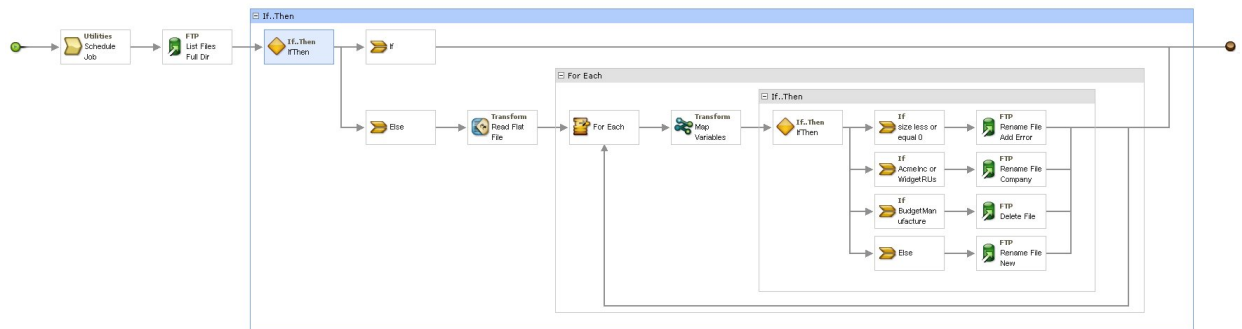 If..Then
Utilities
Schedule
Job
FTP
List Files
Full Dir
If..Then
IfThen
If
For Each
If..Then
Else
Transform
Read Flat
File
For Each
Transform
Map
Variables
If..Then
IfThen
If
size less or
equal 0
FTP
Rename File
Add Error
If
AcmeInc or
WidgetRUs
FTP
Rename File
Company
If
BudgetMan
ufacture
FTP
Delete File
Else
FTP
Rename File
New